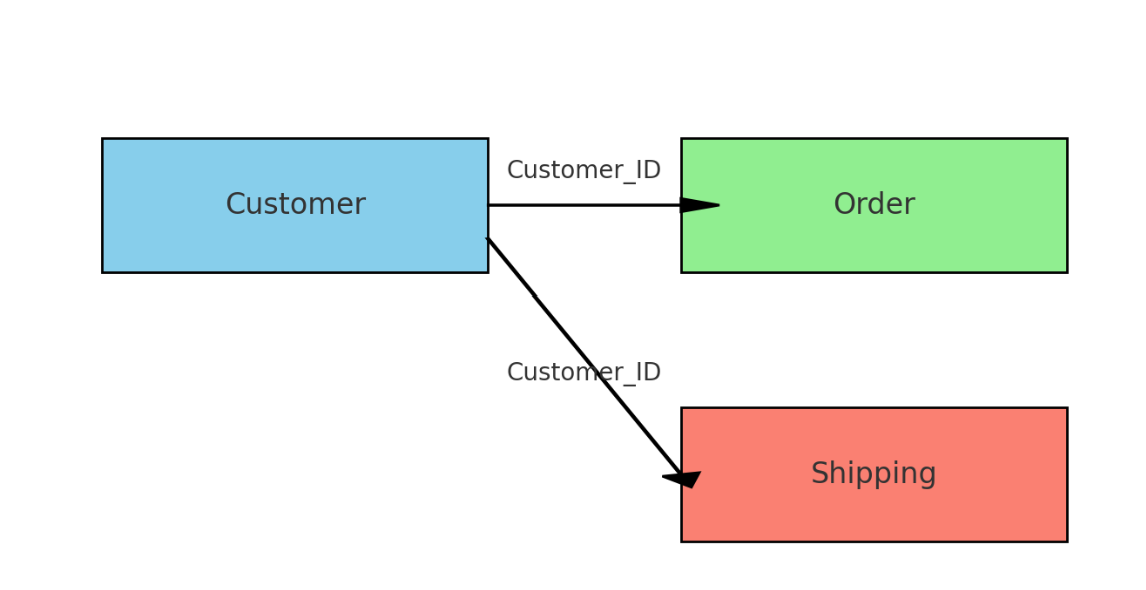 Customer_ID
Customer
Order
Customer_ID
Shipping